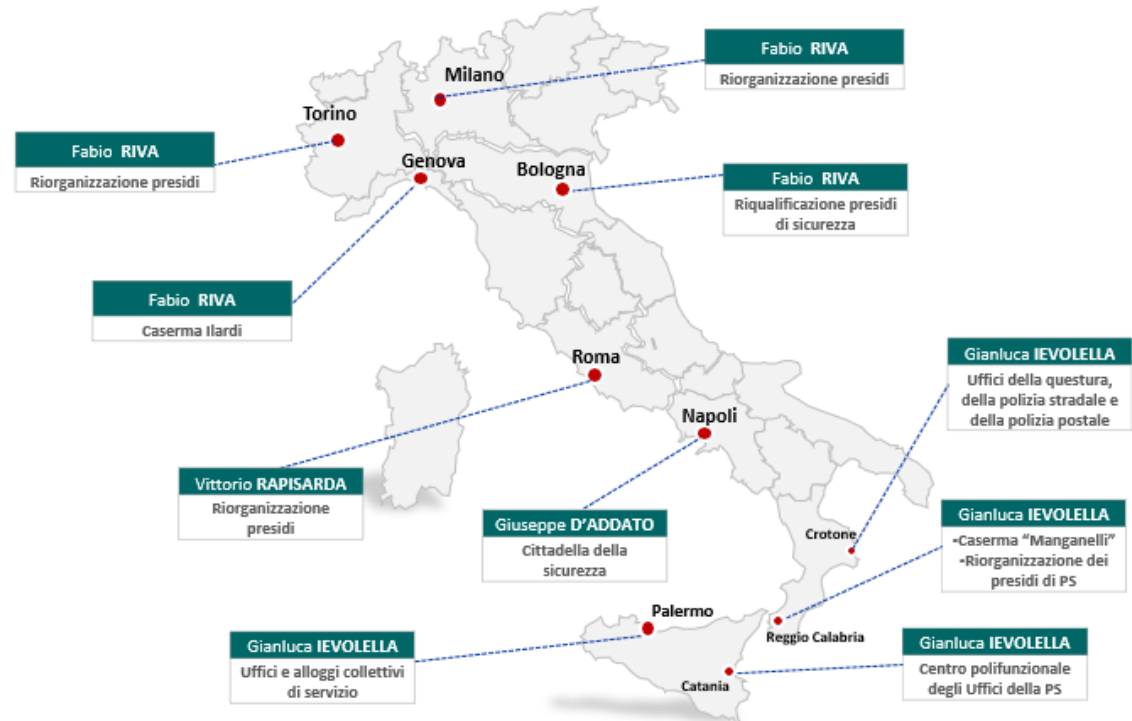 Fabio RIVA
Riorganizzazione presidi
Milano
Torino
Fabio RIVA
Riorganizzazione presidi
Genova
Bologna
Fabio RIVA
Riqualificazione presidi
di sicurezza
Fabio RIVA
Caserma Ilardi
Roma
Gianluca IEVOLELLA
Uffici della questura,
della polizia stradale e
della polizia postale
Napoli
Vittorio RAPISARDA
Riorganizzazione
presidi
Giuseppe D'ADDATO
Cittadella della
sicurezza
Crotone
Gianluca IEVOLELLA
-Caserma “Manganelli”
-Riorganizzazione dei
presidi di PS
Palermo
Reggio Calabria
Gianluca IEVOLELLA
Uffici e alloggi collettivi
di servizio
Catania
Gianluca IEVOLELLA
Centro polifunzionale
degli Uffici della PS